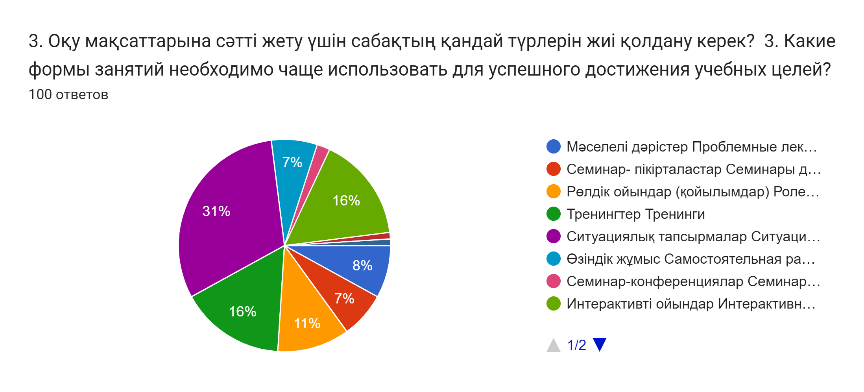 3. Оқу мақсаттарына сәтті жету үшін сабақтың қандай түрлерін жиі қолдану керек?  3. Какие
формы занятий необходимо чаще использовать для успешного достижения учебных целей?
100 ответов
7%
16%
31%
8%
7%
11%
16%
Мәселелі дәрістер Проблемные лек…
Семинар- пікірталастар Семинары д…
Рөлдік ойындар (қойылымдар) Роле…
Тренингтер Тренинги
Ситуациялық тапсырмалар Ситуаци…
Өзіндік жұмыс Самостоятельная ра…
Семинар-конференциялар Семинар…
Интерактивті ойындар Интерактивн…
1/2